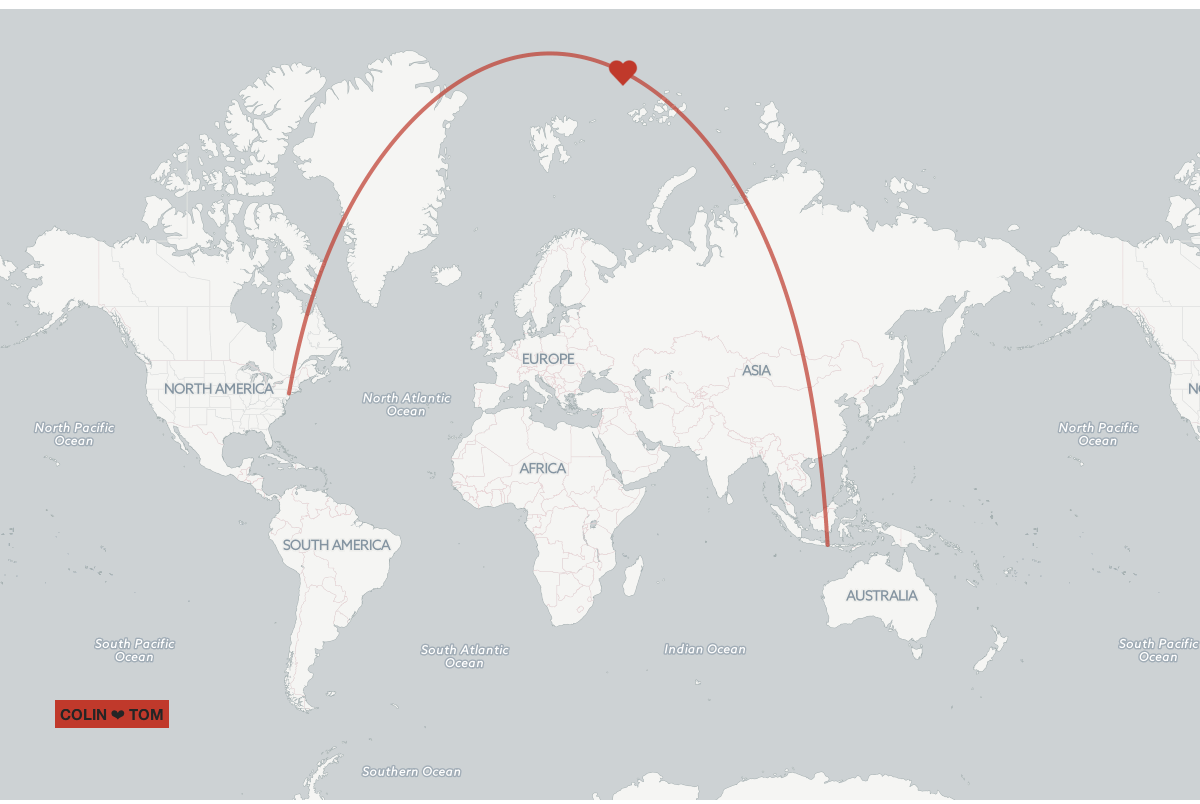 EUROPE
ASIA
NORTH AMERICA
North Atlantic
Ocean
North Pacific
Ocean
North Pacific
Ocean
NO
AFRICA
SOUTH AMERICA
AUSTRALIA
South Pacific
Ocean
South Atlantic
Ocean
Indian Ocean
South Pacific
Ocean
COLIN ❤ TOM
Southern Ocean